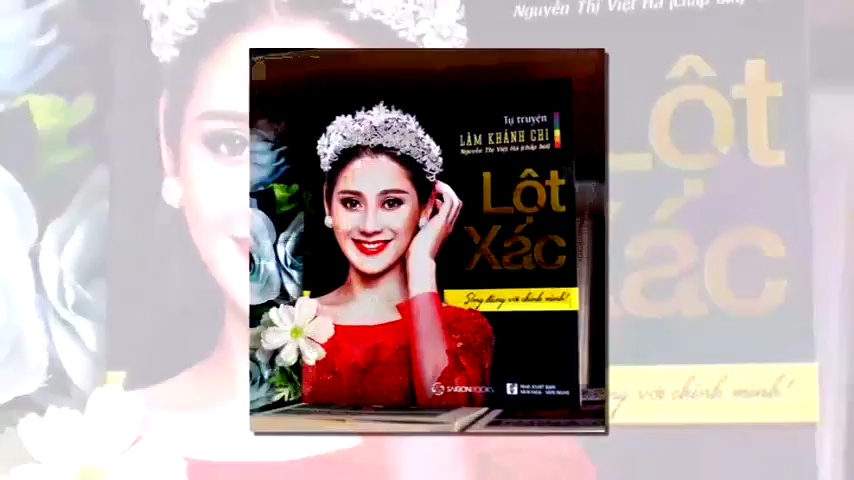 Tự truyện
LÂM KHÁNH CHI
Nguyễn Thị Việt Hà (chấp bút)
Lột
Xác
Sống đúng với chính mình!
SAIGONBOOKS
NHÀ XUẤT BẢN
VĂN HÓA - VĂN NGHỆ
Nguyễn Thị Việt Hà (chấp bút)
Lột
Xác
đúng với chính mình!